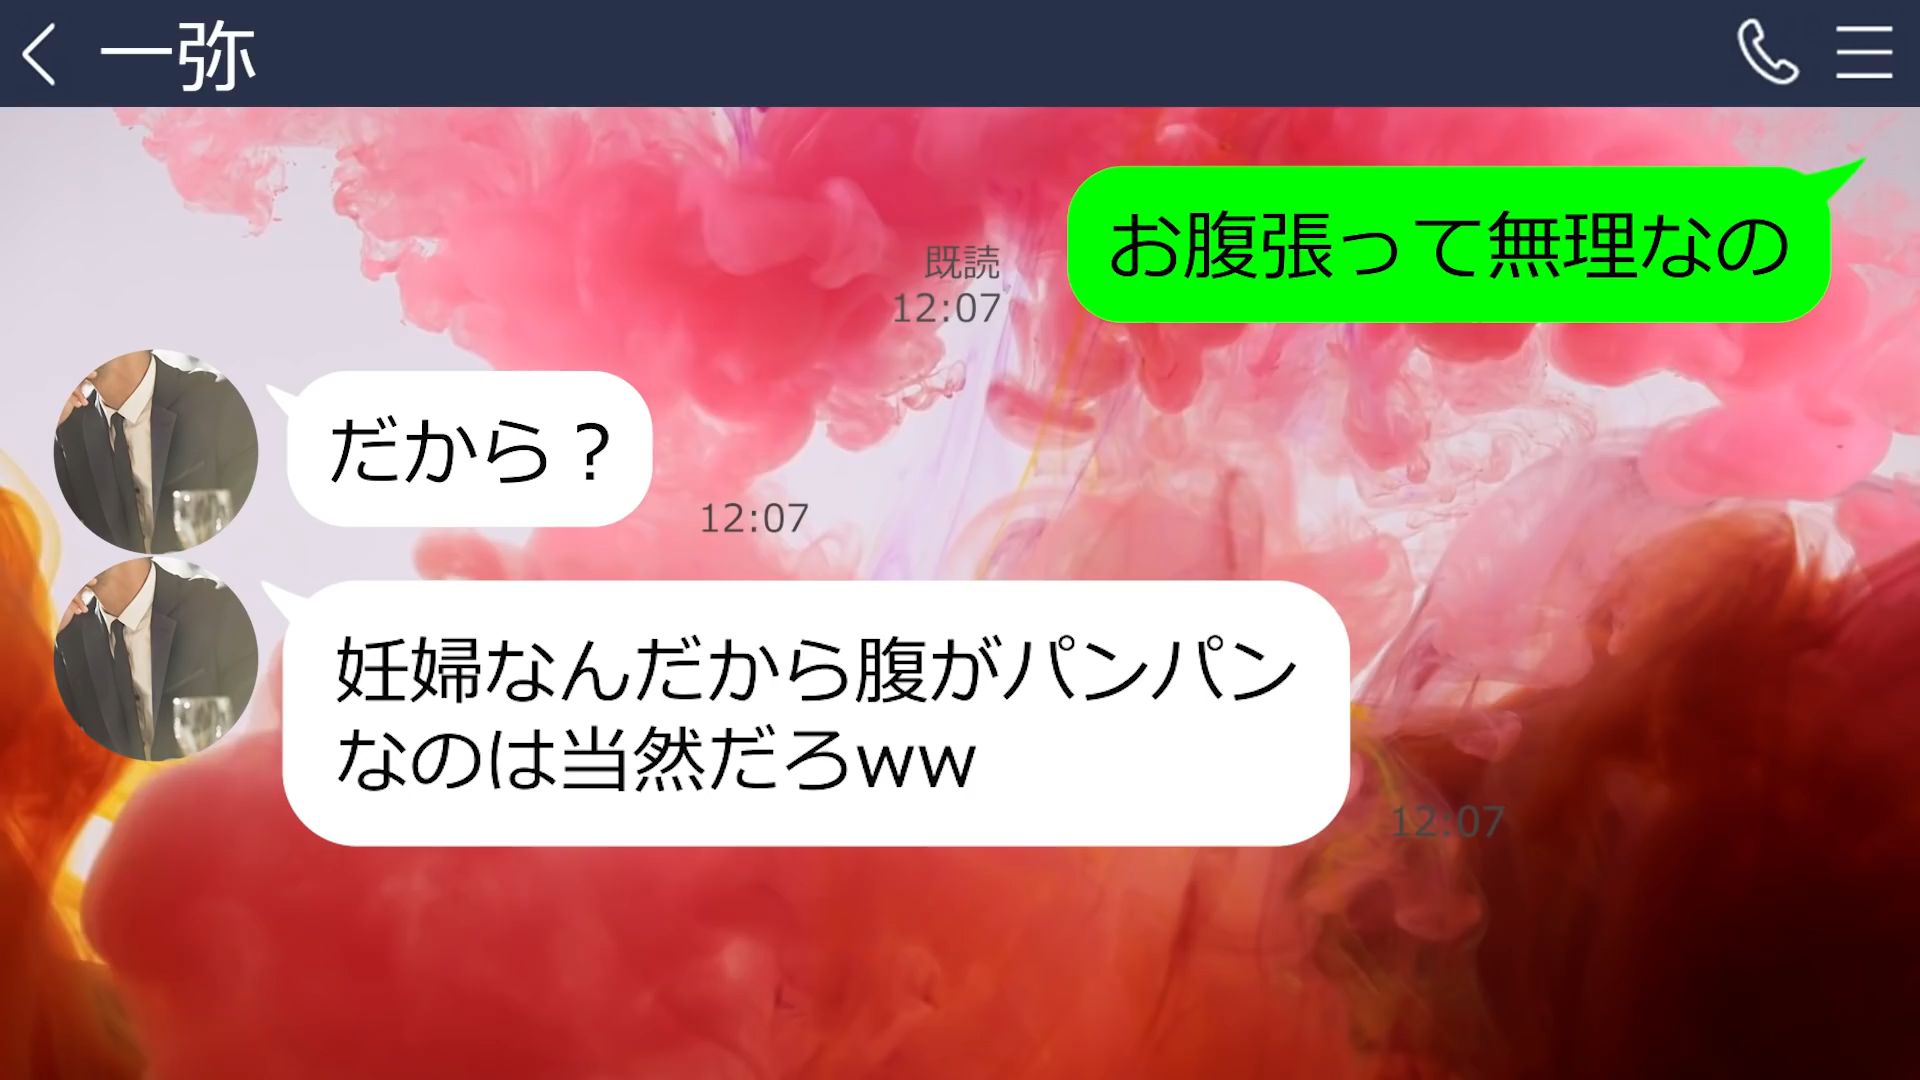 一弥
お腹張って無理なの
既読
12:07
だから？
12:07
妊婦なんだから腹がパンパン
なのは当然だろww
12:07